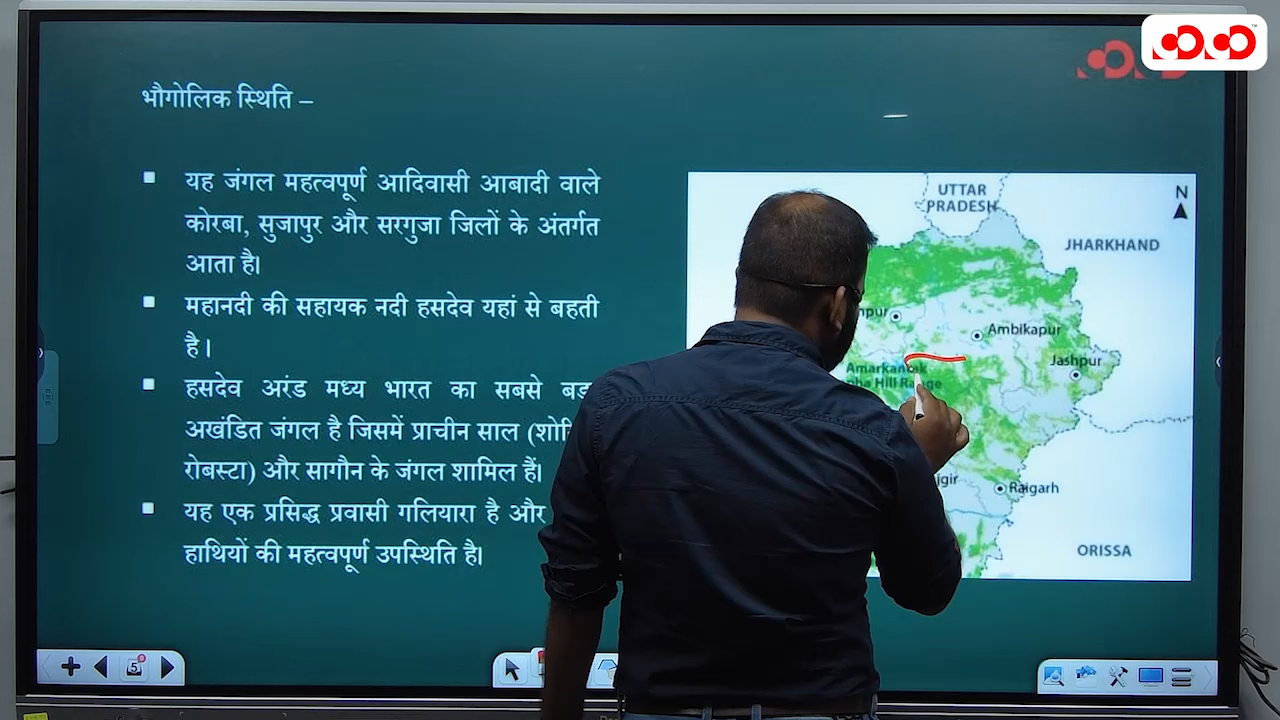 भौगोलिक स्थिति –
यह जंगल महत्वपूर्ण आदिवासी आबादी वाले
कोरबा, सुजापुर और सरगुजा जिलों के अंतर्गत
आता है।
महानदी की सहायक नदी हसदेव यहां से बहती
है।
हसदेव अरंड मध्य भारत का सबसे
अखंडित जंगल है जिसमें प्राचीन साल
रोबस्टा) और सागौन के जंगल शामिल हैं।
यह एक प्रसिद्ध प्रवासी गलियारा है और
हाथियों की महत्वपूर्ण उपस्थिति है।
UTTAR
PRADESH
N
JHARKHAND
Ambikapur
Jashpur
Hill
Raigarh
ORISSA
5